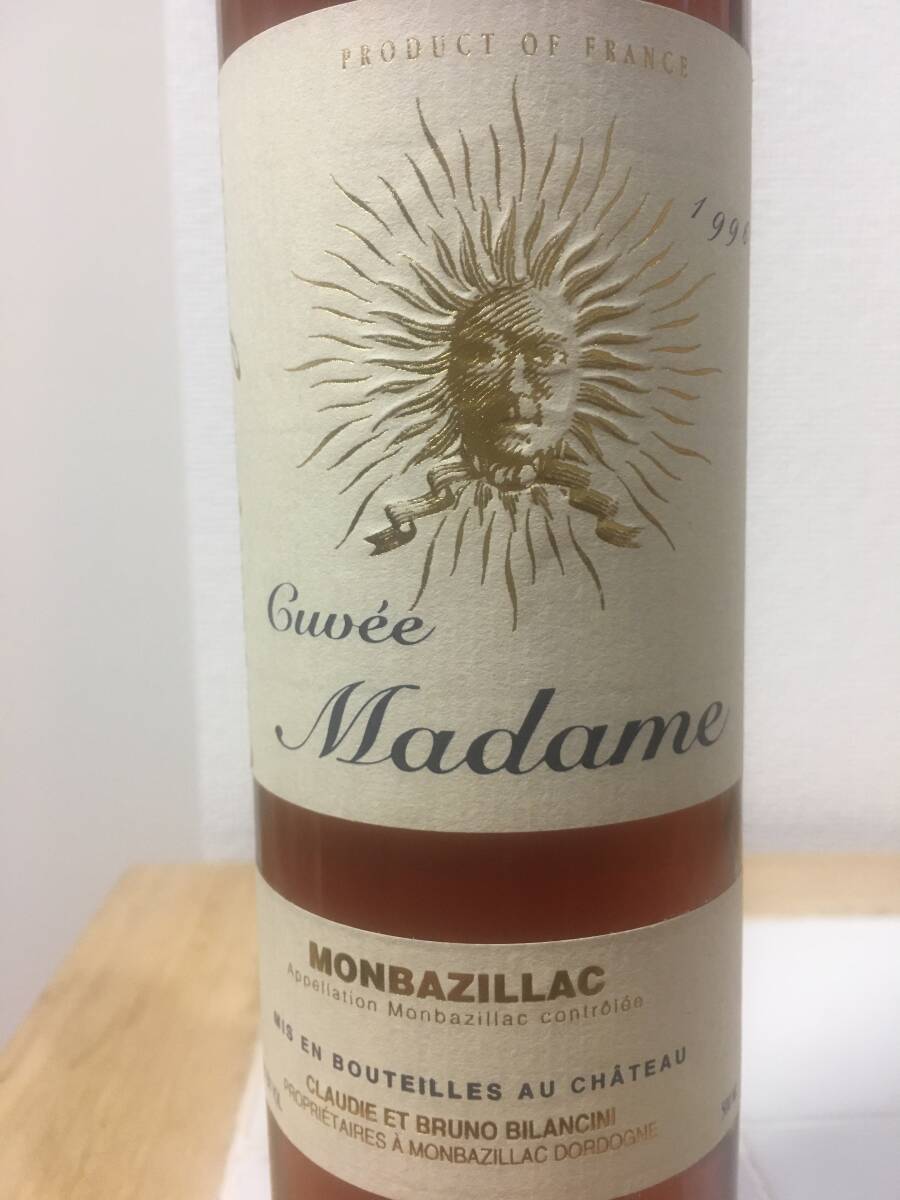 PRODUCT OF FRANCE
Cuvée
Madame
MONBAZILLAC
Appellation Monbazillac contrôlée
MIS EN BOUTEILLES AU CHÂTEAU
CLAUDIE ET BRUNO BILANCINI
PROPRIÉTAIRES À MONBAZILLAC DORDOGNE